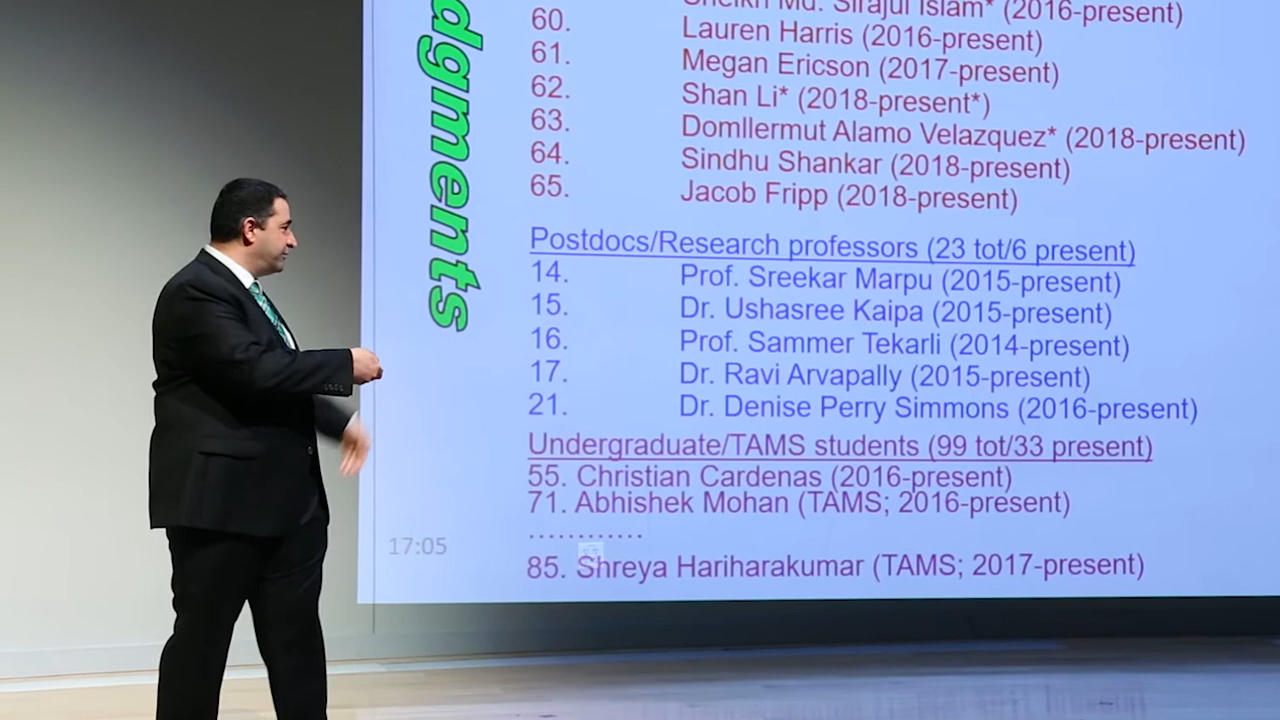 dgments
Sheikh Md. Sirajul Islam* (2016-present)
60. Lauren Harris (2016-present)
61. Megan Ericson (2017-present)
62. Shan Li* (2018-present*)
63. Domllermut Alamo Velazquez* (2018-present)
64. Sindhu Shankar (2018-present)
65. Jacob Fripp (2018-present)
Postdocs/Research professors (23 tot/6 present)
14. Prof. Sreekar Marpu (2015-present)
15. Dr. Ushasree Kaipa (2015-present)
16. Prof. Sammer Tekarli (2014-present)
17. Dr. Ravi Arvapally (2015-present)
21. Dr. Denise Perry Simmons (2016-present)
Undergraduate/TAMS students (99 tot/33 present)
55. Christian Cardenas (2016-present)
71. Abhishek Mohan (TAMS; 2016-present)
............
85. Shreya Hariharakumar (TAMS; 2017-present)
17:05